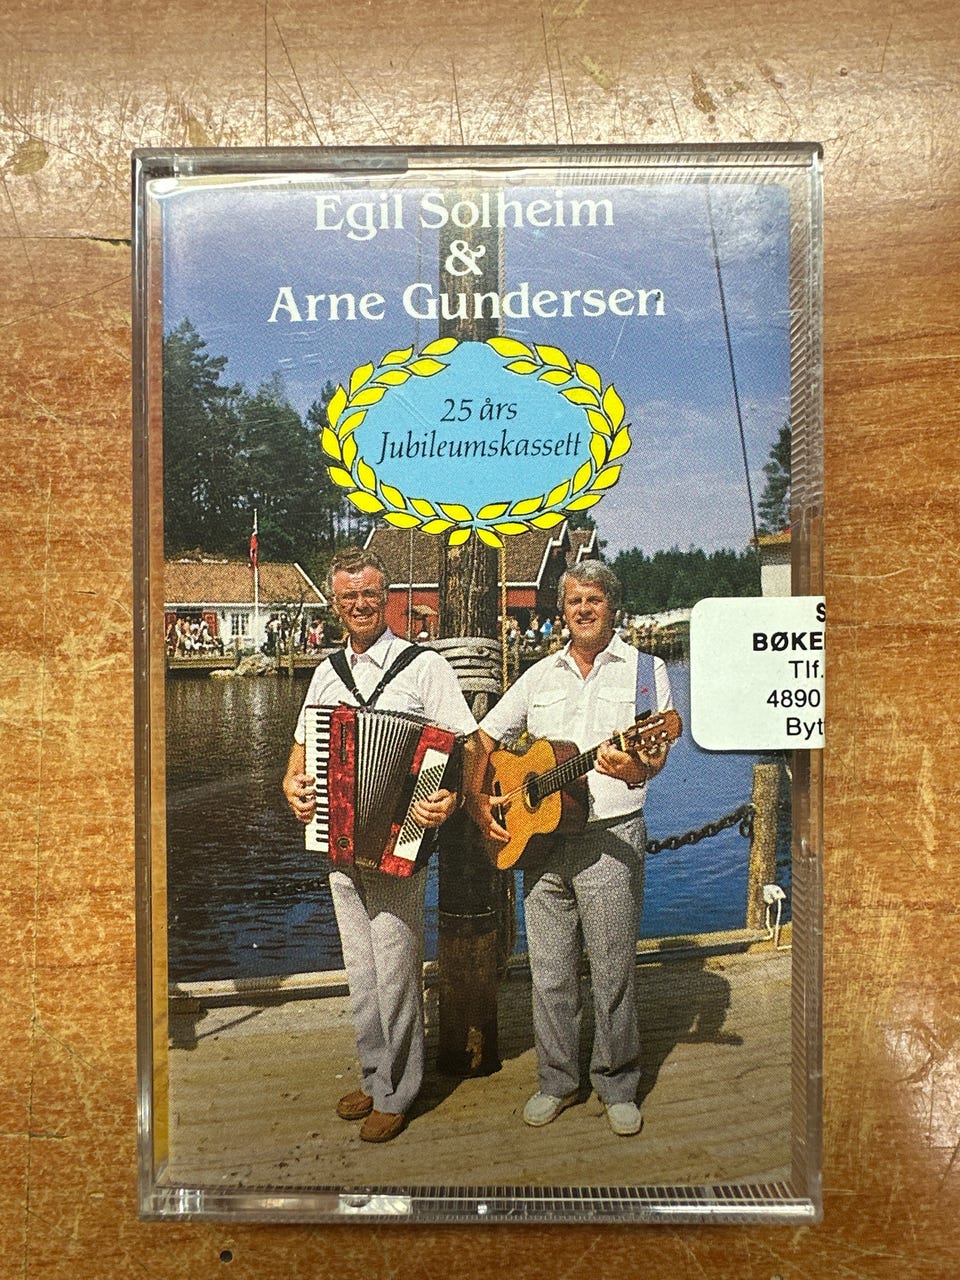 Egil Solheim
&
Arne Gundersen
25 års
Jubileumskassett
S
BØKE
Tlf.
4890
Byt